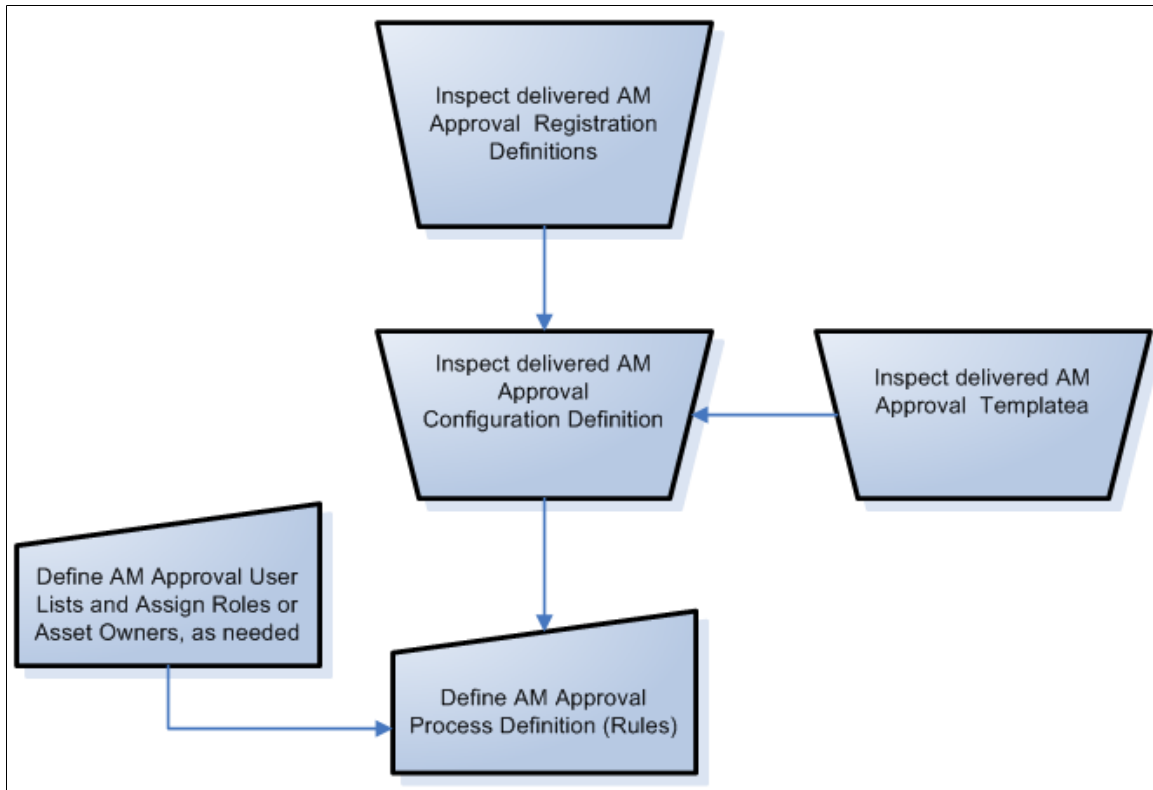 Inspect delivered AM
Approval Registration
Definitions
Inspect delivered AM
Approval
Configuration Definition
Inspect delivered AM
Approval Templatea
Define AM Approval User
Lists and Assign Roles or
Asset Owners, as needed
Define AM Approval
Process Definition (Rules)